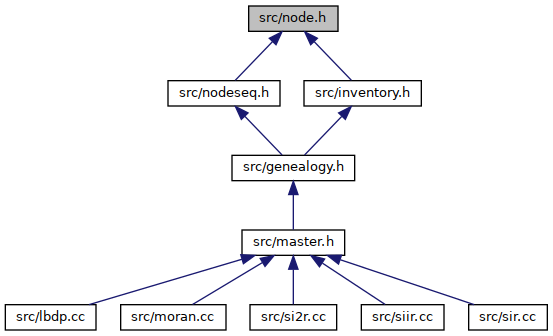 src/node.h
src/nodeseq.h
src/inventory.h
src/genealogy.h
src/master.h
src/lbdp.cc
src/moran.cc
src/si2r.cc
src/siir.cc
src/sir.cc